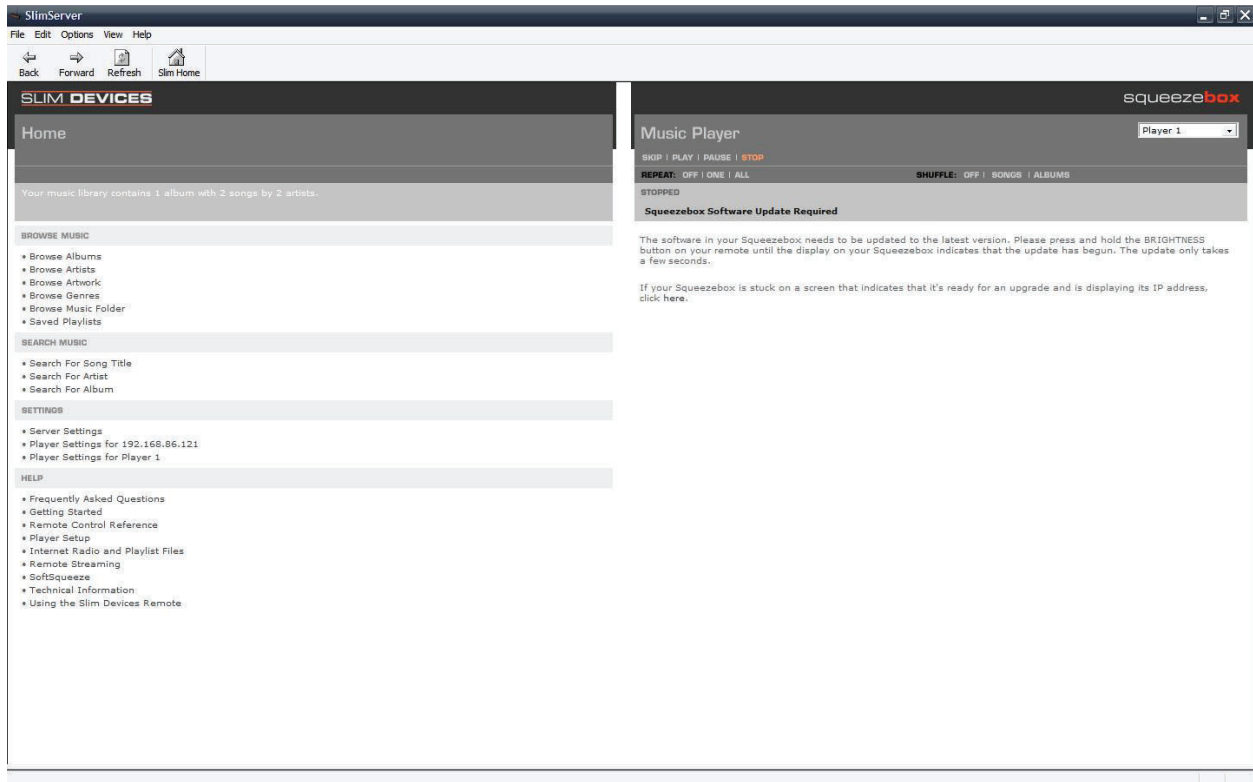 SlimServer
File Edit Options View Help
Back Forward Refresh Slim Home
SLIM DEVICES
Home
Your music library contains 1 album with 2 songs by 2 artists.
BROWSE MUSIC
• Browse Albums
• Browse Artists
• Browse Artwork
• Browse Genres
• Browse Music Folder
• Saved Playlists
SEARCH MUSIC
• Search For Song Title
• Search For Artist
• Search For Album
SETTINGS
• Server Settings
• Player Settings for 192.168.86.121
• Player Settings for Player 1
HELP
• Frequently Asked Questions
• Getting Started
• Remote Control Reference
• Player Setup
• Internet Radio and Playlist Files
• Remote Streaming
• SoftSqueeze
• Technical Information
• Using the Slim Devices Remote
squeezebox
Music Player
Player 1
SKIP | PLAY | PAUSE | STOP
REPEAT: OFF | ONE | ALL
SHUFFLE: OFF | SONGS | ALBUMS
STOPPED
Squeezebox Software Update Required
The software in your Squeezebox needs to be updated to the latest version. Please press and hold the BRIGHTNESS
button on your remote until the display on your Squeezebox indicates that the update has begun. The update only takes
a few seconds.
If your Squeezebox is stuck on a screen that indicates that it's ready for an upgrade and is displaying its IP address,
click here.